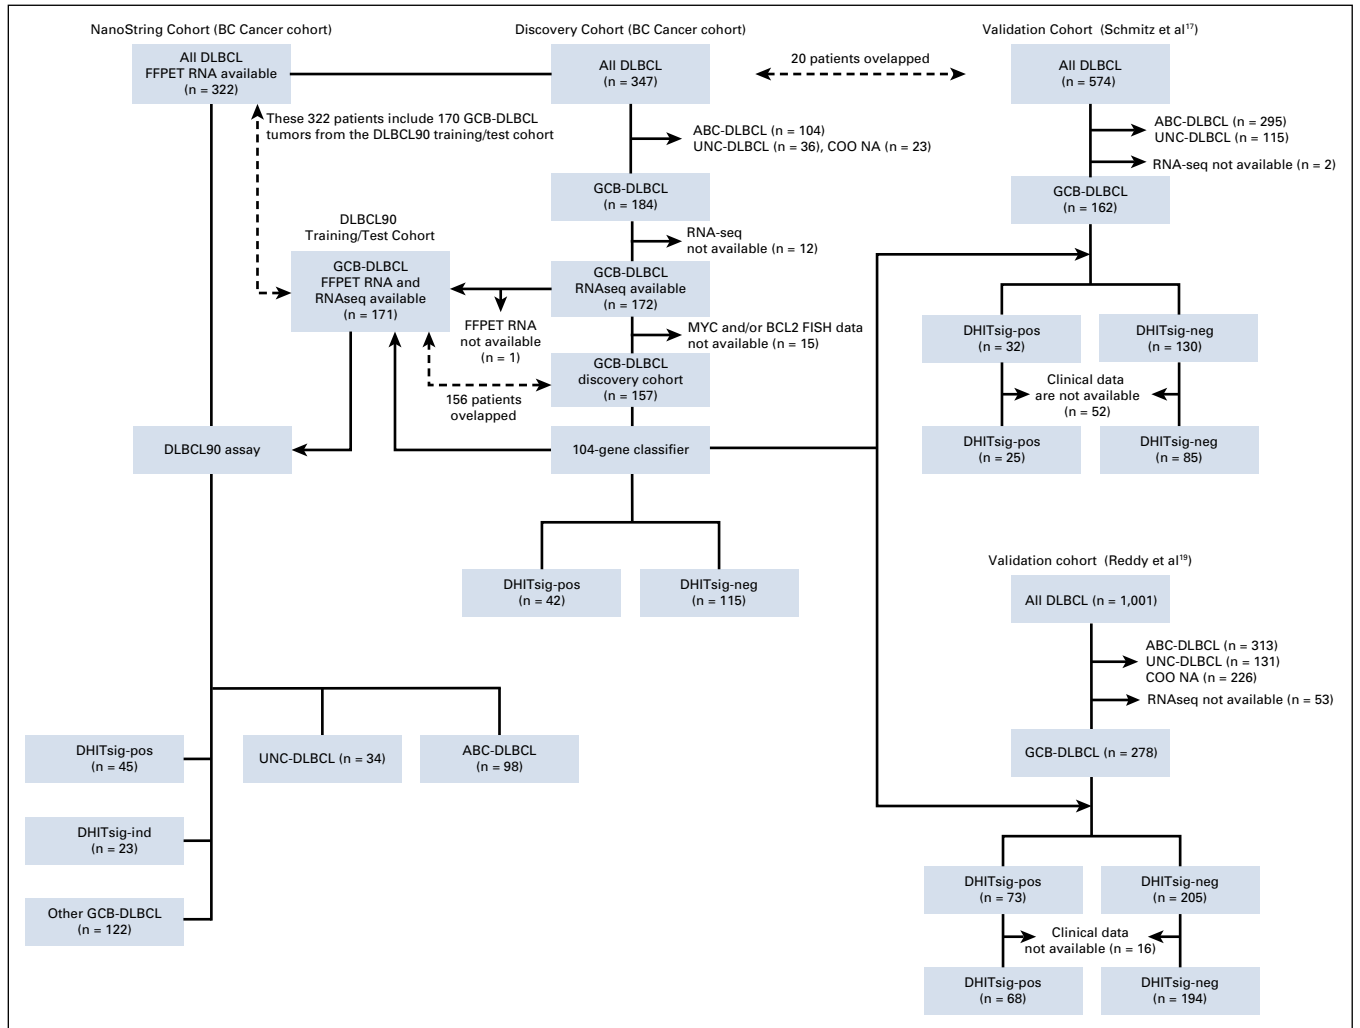 NanoString Cohort (BC Cancer cohort)
All DLBCL
FFPET RNA available
(n = 322)
These 322 patients include 170 GCB-DLBCL
tumors from the DLBCL90 training/test cohort
DLBCL90
Training/Test Cohort
GCB-DLBCL
FFPET RNA and
RNAseq available
(n = 171)
FFPET RNA
not available
(n = 1)
156 patients
ovelapped
DLBCL90 assay
DHITsig-pos
(n = 45)
UNC-DLBCL (n = 34)
ABC-DLBCL
(n = 98)
DHITsig-ind
(n = 23)
Other GCB-DLBCL
(n = 122)
Discovery Cohort (BC Cancer cohort)
All DLBCL
(n = 347)
20 patients ovelapped
ABC-DLBCL (n = 104)
UNC-DLBCL (n = 36), COO NA (n = 23)
GCB-DLBCL
(n = 184)
RNA-seq
not available (n = 12)
GCB-DLBCL
RNAseq available
(n = 172)
MYC and/or BCL2 FISH data
not available (n = 15)
GCB-DLBCL
discovery cohort
(n = 157)
104-gene classifier
DHITsig-pos
(n = 42)
DHITsig-neg
(n = 115)
Validation Cohort (Schmitz et al17)
All DLBCL
(n = 574)
ABC-DLBCL (n = 295)
UNC-DLBCL (n = 115)
RNA-seq not available (n = 2)
GCB-DLBCL
(n = 162)
DHITsig-pos
(n = 32)
DHITsig-neg
(n = 130)
Clinical data
are not available
(n = 52)
DHITsig-pos
(n = 25)
DHITsig-neg
(n = 85)
Validation cohort (Reddy et al19)
All DLBCL (n = 1,001)
ABC-DLBCL (n = 313)
UNC-DLBCL (n = 131)
COO NA (n = 226)
RNAseq not available (n = 53)
GCB-DLBCL (n = 278)
DHITsig-pos
(n = 73)
DHITsig-neg
(n = 205)
Clinical data
not available (n = 16)
DHITsig-pos
(n = 68)
DHITsig-neg
(n = 194)